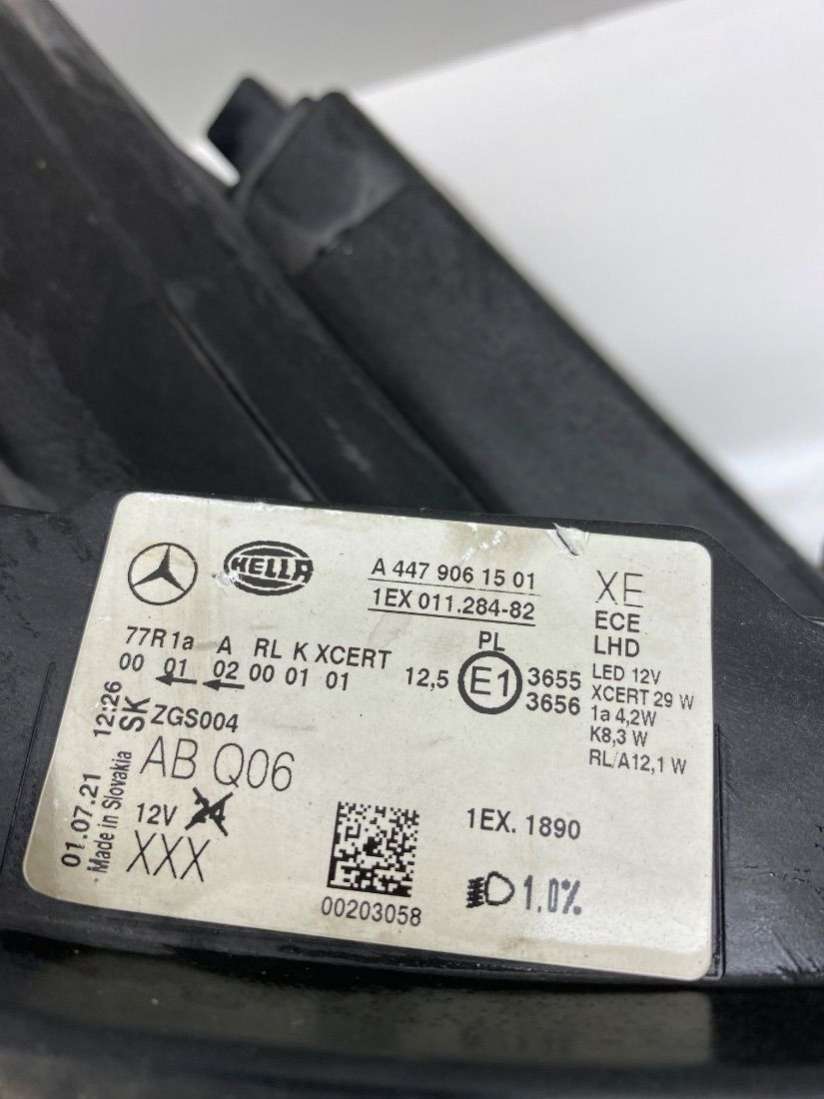 HELLA
A 447 906 15 01
1EX 011.284-82
XE
ECE
LHD
LED 12V
XCERT 29 W
1a 4,2W
K8,3 W
RL/A12,1 W
77R1a A RL K XCERT
00 01 02 00 01 01
12,5
PL
E1
3655
3656
SK
ZGS004
AB Q06
12V 24
XXX
01.07.21 12:26
Made in Slovakia
00203058
1EX. 1890
1.0%